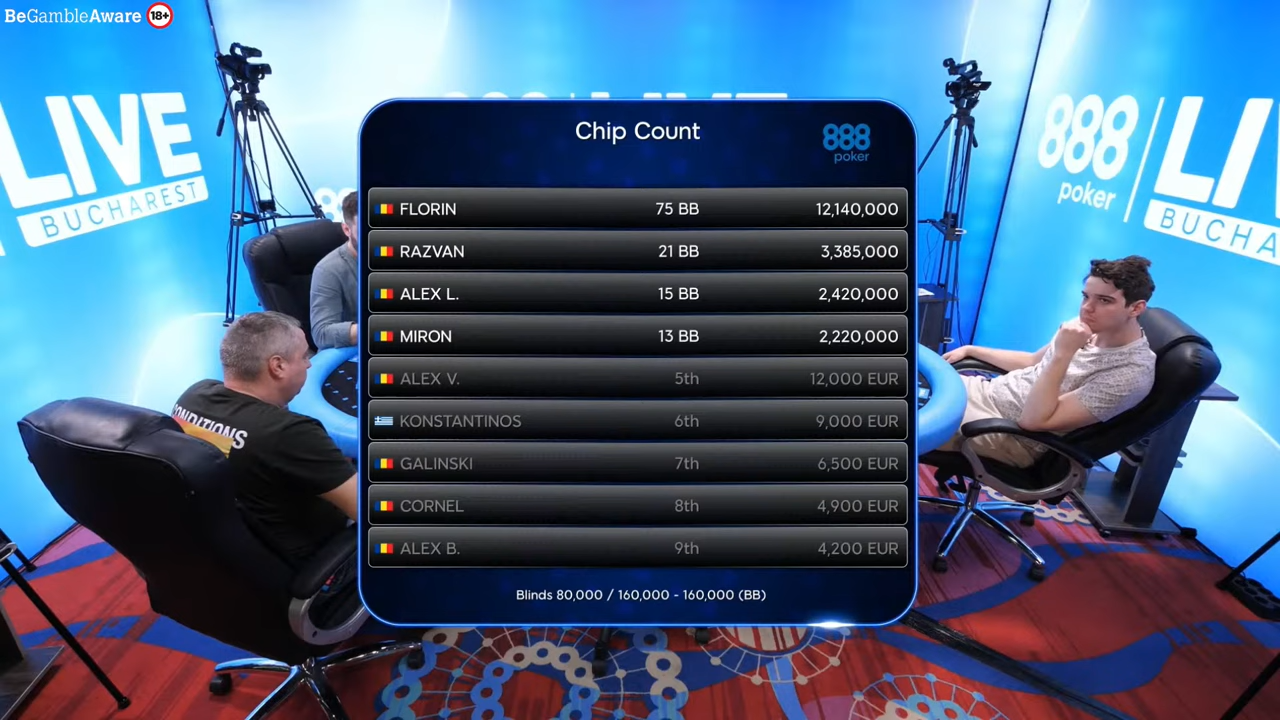 BeGambleAware 18+
LIVE
BUCHAREST
888
poker
LIV
BUCHA
Chip Count
888
poker
FLORIN 75 BB 12,140,000
RAZVAN 21 BB 3,385,000
ALEX L. 15 BB 2,420,000
MIRON 13 BB 2,220,000
ALEX V. 5th 12,000 EUR
KONSTANTINOS 6th 9,000 EUR
GALINSKI 7th 6,500 EUR
CORNEL 8th 4,900 EUR
ALEX B. 9th 4,200 EUR
Blinds 80,000 / 160,000 - 160,000 (BB)